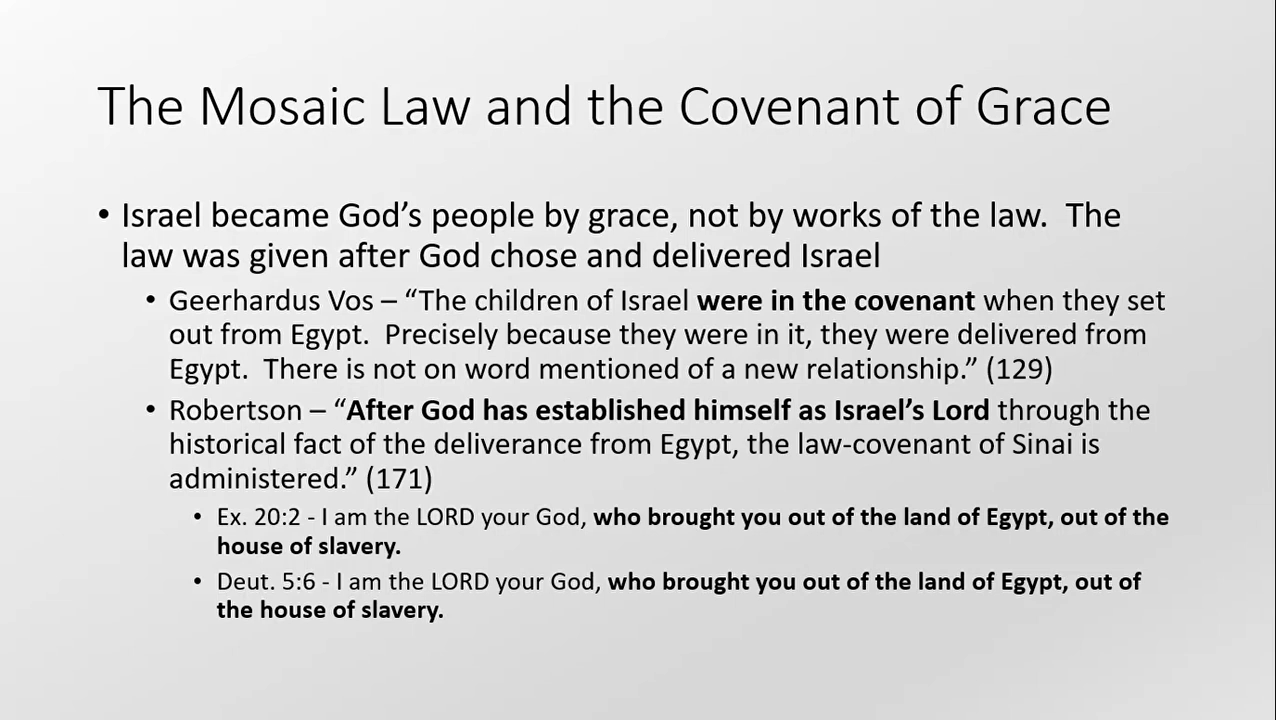 The Mosaic Law and the Covenant of Grace
• Israel became God’s people by grace, not by works of the law.  The
law was given after God chose and delivered Israel
• Geerhardus Vos – “The children of Israel were in the covenant when they set
out from Egypt.  Precisely because they were in it, they were delivered from
Egypt.  There is not on word mentioned of a new relationship.” (129)
• Robertson – “After God has established himself as Israel’s Lord through the
historical fact of the deliverance from Egypt, the law-covenant of Sinai is
administered.” (171)
• Ex. 20:2 - I am the LORD your God, who brought you out of the land of Egypt, out of the
house of slavery.
• Deut. 5:6 - I am the LORD your God, who brought you out of the land of Egypt, out of
the house of slavery.